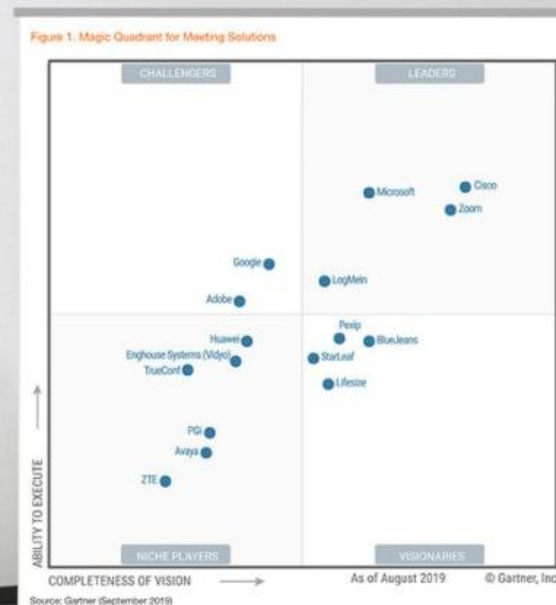 Figure 1. Magic Quadrant for Meeting Solutions
CHALLENGERS
LEADERS
Microsoft
Cisco
Zoom
Google
LogMeIn
Adobe
Pexip
Huawei
BlueJeans
Enghouse Systems (Vidyo)
StarLeaf
TrueConf
Lifesize
PGi
Avaya
ZTE
ABILITY TO EXECUTE
NICHE PLAYERS
VISIONARIES
COMPLETENESS OF VISION
As of August 2019
© Gartner, Inc
Source: Gartner (September 2019)